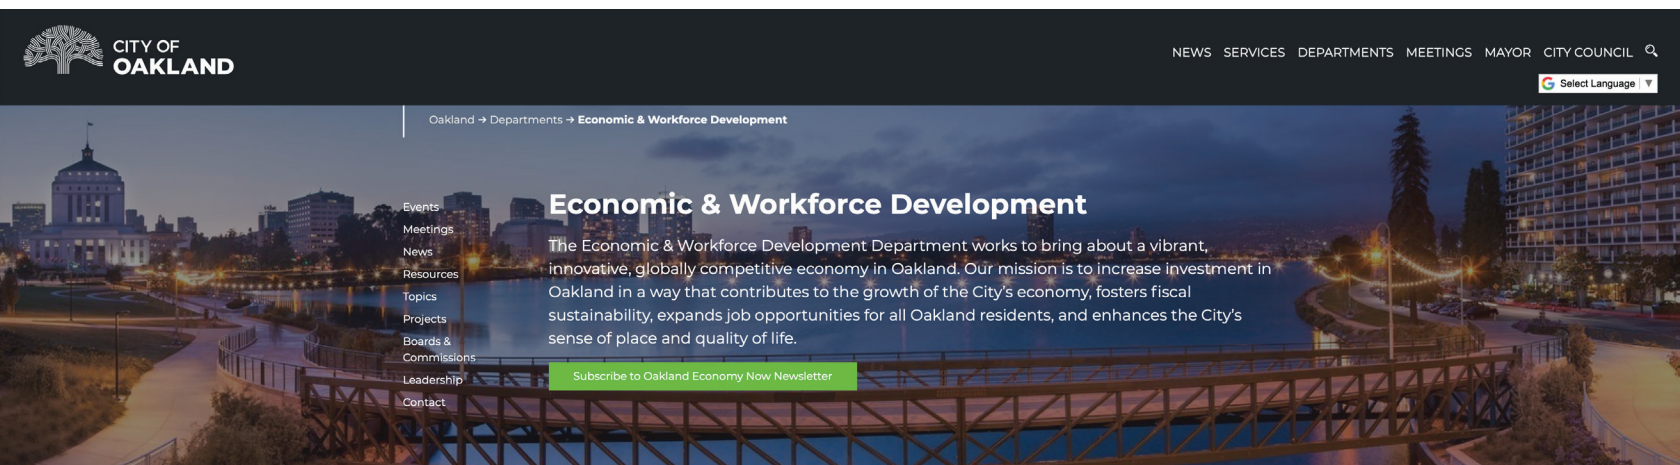 CITY OF
OAKLAND
NEWS SERVICES DEPARTMENTS MEETINGS MAYOR CITY COUNCIL
Select Language ▼
Oakland → Departments → Economic & Workforce Development
Events
Meetings
News
Resources
Topics
Projects
Boards &
Commissions
Leadership
Contact
Economic & Workforce Development
The Economic & Workforce Development Department works to bring about a vibrant,
innovative, globally competitive economy in Oakland. Our mission is to increase investment in
Oakland in a way that contributes to the growth of the City's economy, fosters fiscal
sustainability, expands job opportunities for all Oakland residents, and enhances the City's
sense of place and quality of life.
Subscribe to Oakland Economy Now Newsletter